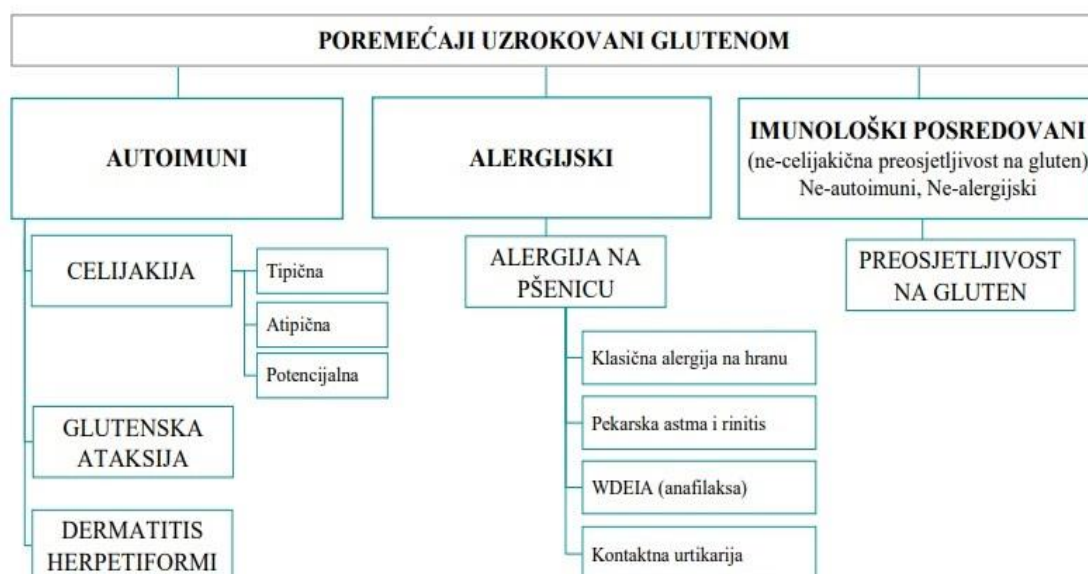 POREMEĆAJI UZROKOVANI GLUTENOM
AUTOIMUNI
CELIJAKIJA
Tipična
Atipična
Potencijalna
GLUTENSKA
ATAKSIJA
DERMATITIS
HERPETIFORMI
ALERGIJSKI
ALERGIJA NA
PŠENICU
Klasična alergija na hranu
Pekarska astma i rinitis
WDEIA (anafilaksa)
Kontaktna urtikarija
IMUNOLOŠKI POSREDOVANI
(ne-celijakična preosjetljivost na gluten)
Ne-autoimuni, Ne-alergijski
PREOSJETLJIVOST
NA GLUTEN